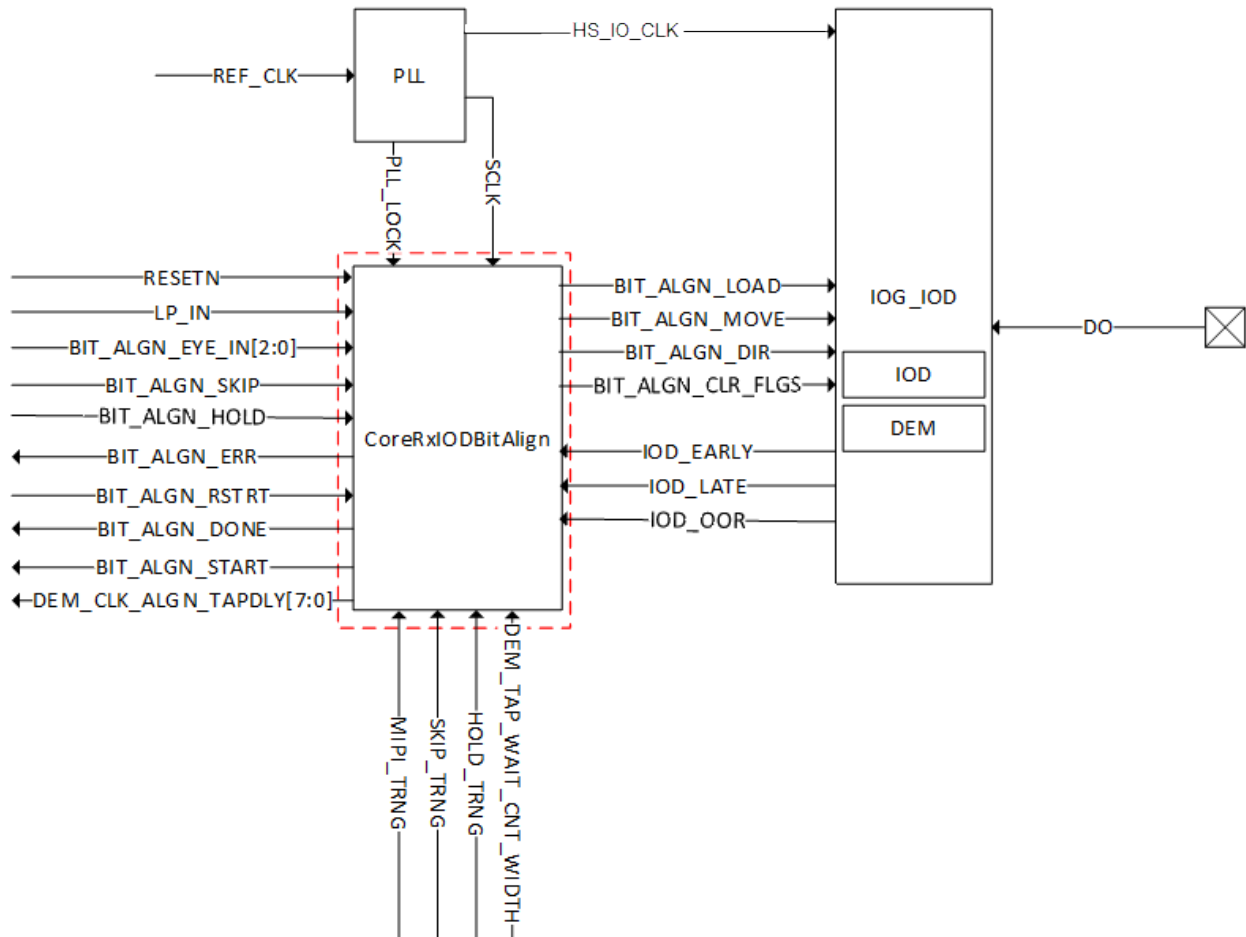 HS_IO_CLK
REF_CLK
PLL
PLL_LOCK
SCLK
RESETN
LP_IN
BIT_ALGN_EYE_IN[2:0]
BIT_ALGN_SKIP
BIT_ALGN_HOLD
BIT_ALGN_ERR
BIT_ALGN_RSTRT
BIT_ALGN_DONE
BIT_ALGN_START
DEM_CLK_ALGN_TAPDLY[7:0]
CoreRxIODBitAlign
BIT_ALGN_LOAD
BIT_ALGN_MOVE
BIT_ALGN_DIR
BIT_ALGN_CLR_FLGS
IOD_EARLY
IOD_LATE
IOD_OOR
IOG_IOD
IOD
DEM
DO
MIPI_TRNG
SKIP_TRNG
HOLD_TRNG
DEM_TAP_WAIT_CNT_WIDTH